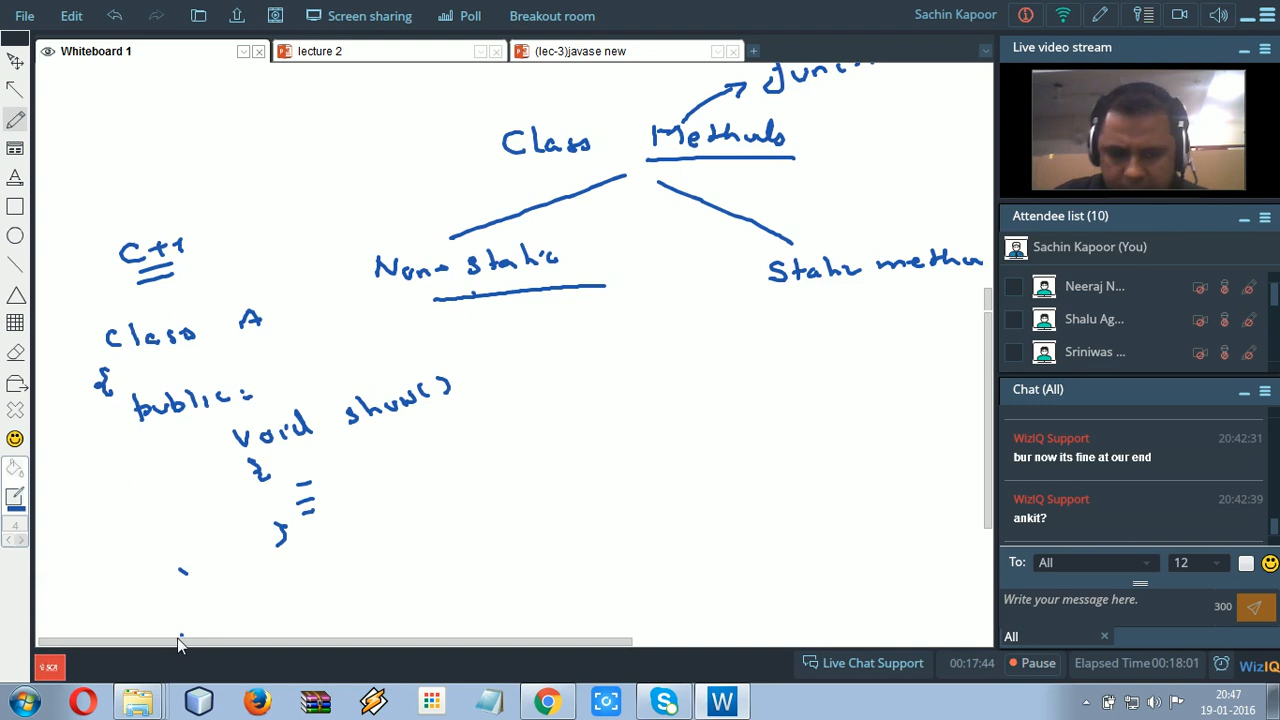 File Edit Screen sharing Poll Breakout room Sachin Kapoor
Whiteboard 1 lecture 2 (lec-3)javase new
Live video stream
Class Methods
C++
Non-static
Static metho
Class A
{
public:
void show()
{
}
Attendee list (10)
Sachin Kapoor (You)
Neeraj N...
Shalu Ag...
Sriniwas ...
Chat (All)
WizIQ Support 20:42:31
bur now its fine at our end
WizIQ Support 20:42:39
ankit?
To: All 12
Write your message here. 300
All
Live Chat Support 00:17:44 Pause Elapsed Time 00:18:01 WizIQ
20:47
19-01-2016